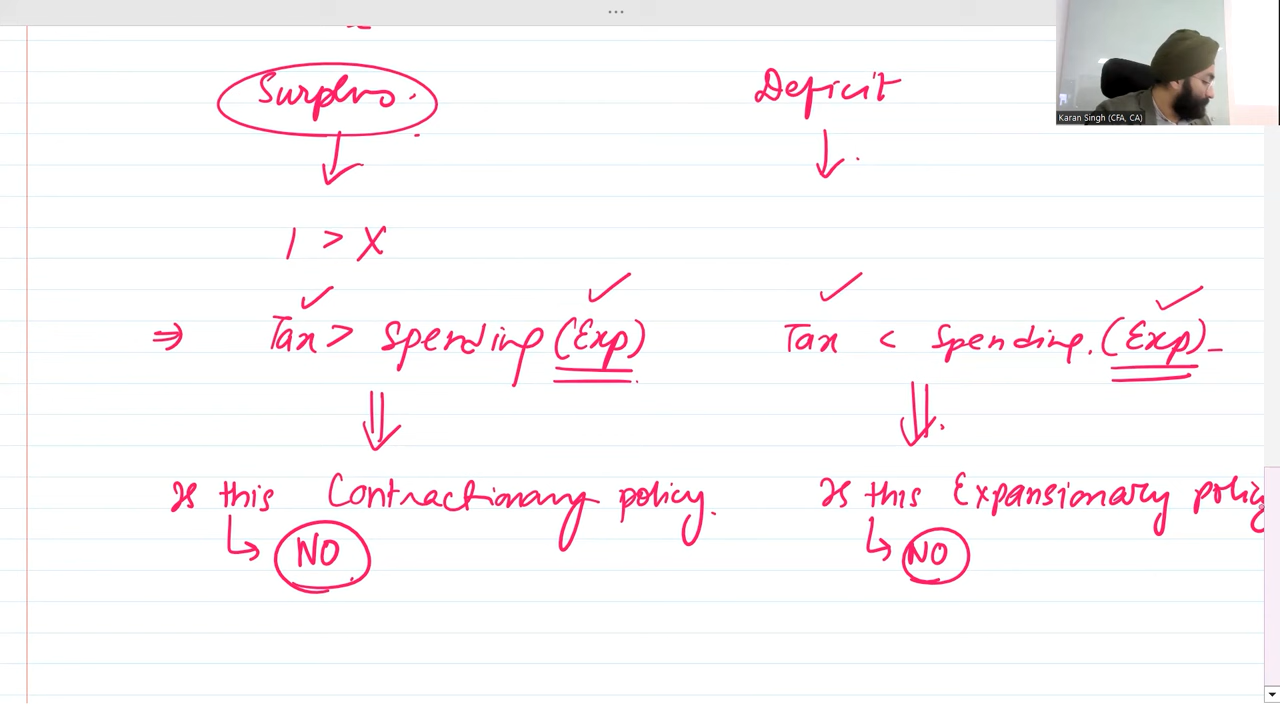 Karan Singh (CFA, CA)
Surplus. Deficit
I > X
⇒ Tax > Spending (Exp) Tax < Spending. (Exp)
Is this Contractionary policy. Is this Expansionary policy
NO NO